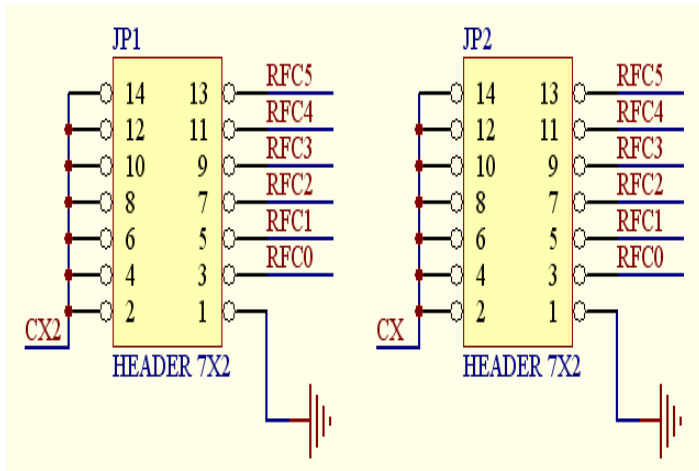 JP1
14 13 RFC5
12 11 RFC4
10 9 RFC3
8 7 RFC2
6 5 RFC1
4 3 RFC0
2 1
CX2
HEADER 7X2
JP2
14 13 RFC5
12 11 RFC4
10 9 RFC3
8 7 RFC2
6 5 RFC1
4 3 RFC0
2 1
CX
HEADER 7X2